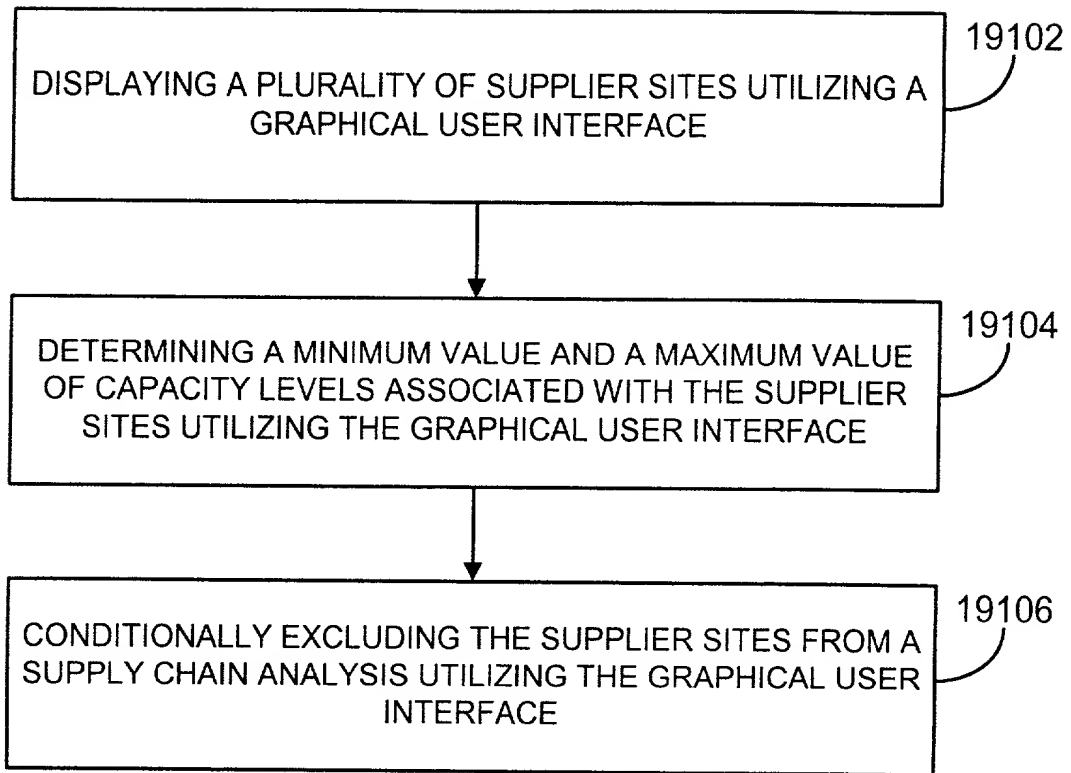 19102
DISPLAYING A PLURALITY OF SUPPLIER SITES UTILIZING A
GRAPHICAL USER INTERFACE
19104
DETERMINING A MINIMUM VALUE AND A MAXIMUM VALUE
OF CAPACITY LEVELS ASSOCIATED WITH THE SUPPLIER
SITES UTILIZING THE GRAPHICAL USER INTERFACE
19106
CONDITIONALLY EXCLUDING THE SUPPLIER SITES FROM A
SUPPLY CHAIN ANALYSIS UTILIZING THE GRAPHICAL USER
INTERFACE